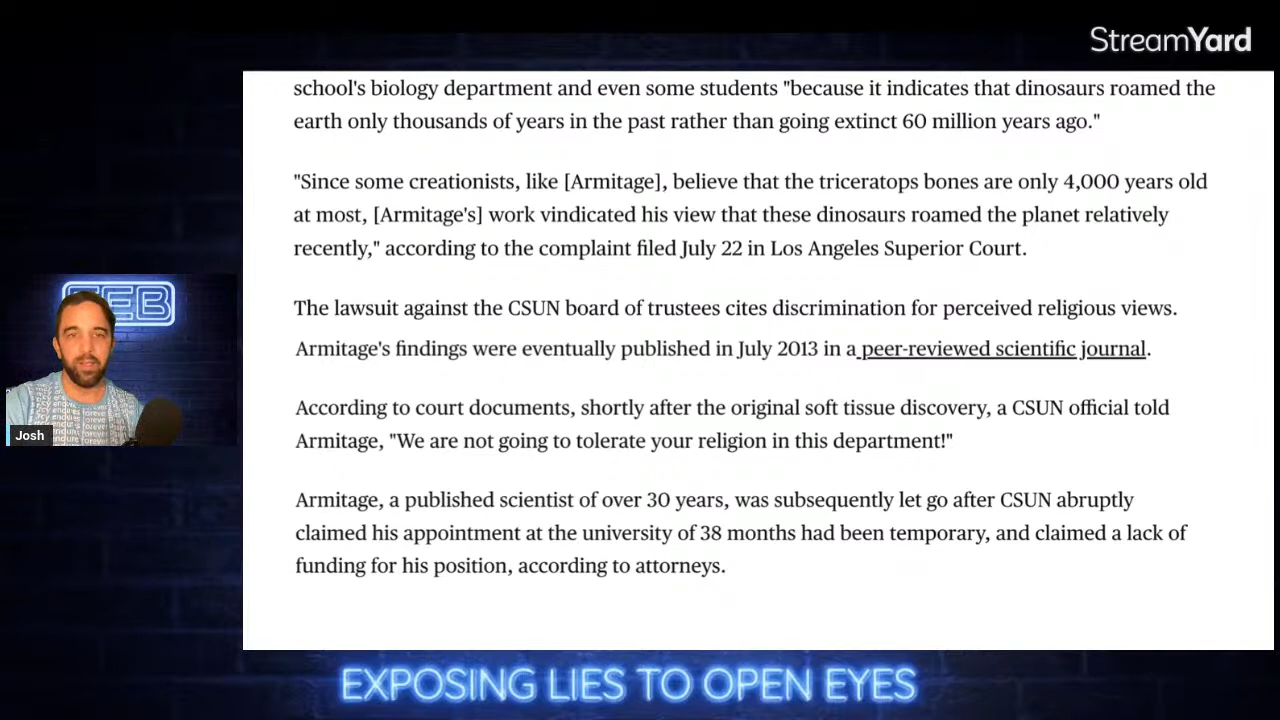 StreamYard
school's biology department and even some students "because it indicates that dinosaurs roamed the
earth only thousands of years in the past rather than going extinct 60 million years ago."
"Since some creationists, like [Armitage], believe that the triceratops bones are only 4,000 years old
at most, [Armitage's] work vindicated his view that these dinosaurs roamed the planet relatively
recently," according to the complaint filed July 22 in Los Angeles Superior Court.
The lawsuit against the CSUN board of trustees cites discrimination for perceived religious views.
Armitage's findings were eventually published in July 2013 in a peer-reviewed scientific journal.
According to court documents, shortly after the original soft tissue discovery, a CSUN official told
Armitage, "We are not going to tolerate your religion in this department!"
Armitage, a published scientist of over 30 years, was subsequently let go after CSUN abruptly
claimed his appointment at the university of 38 months had been temporary, and claimed a lack of
funding for his position, according to attorneys.
Josh
EXPOSING LIES TO OPEN EYES